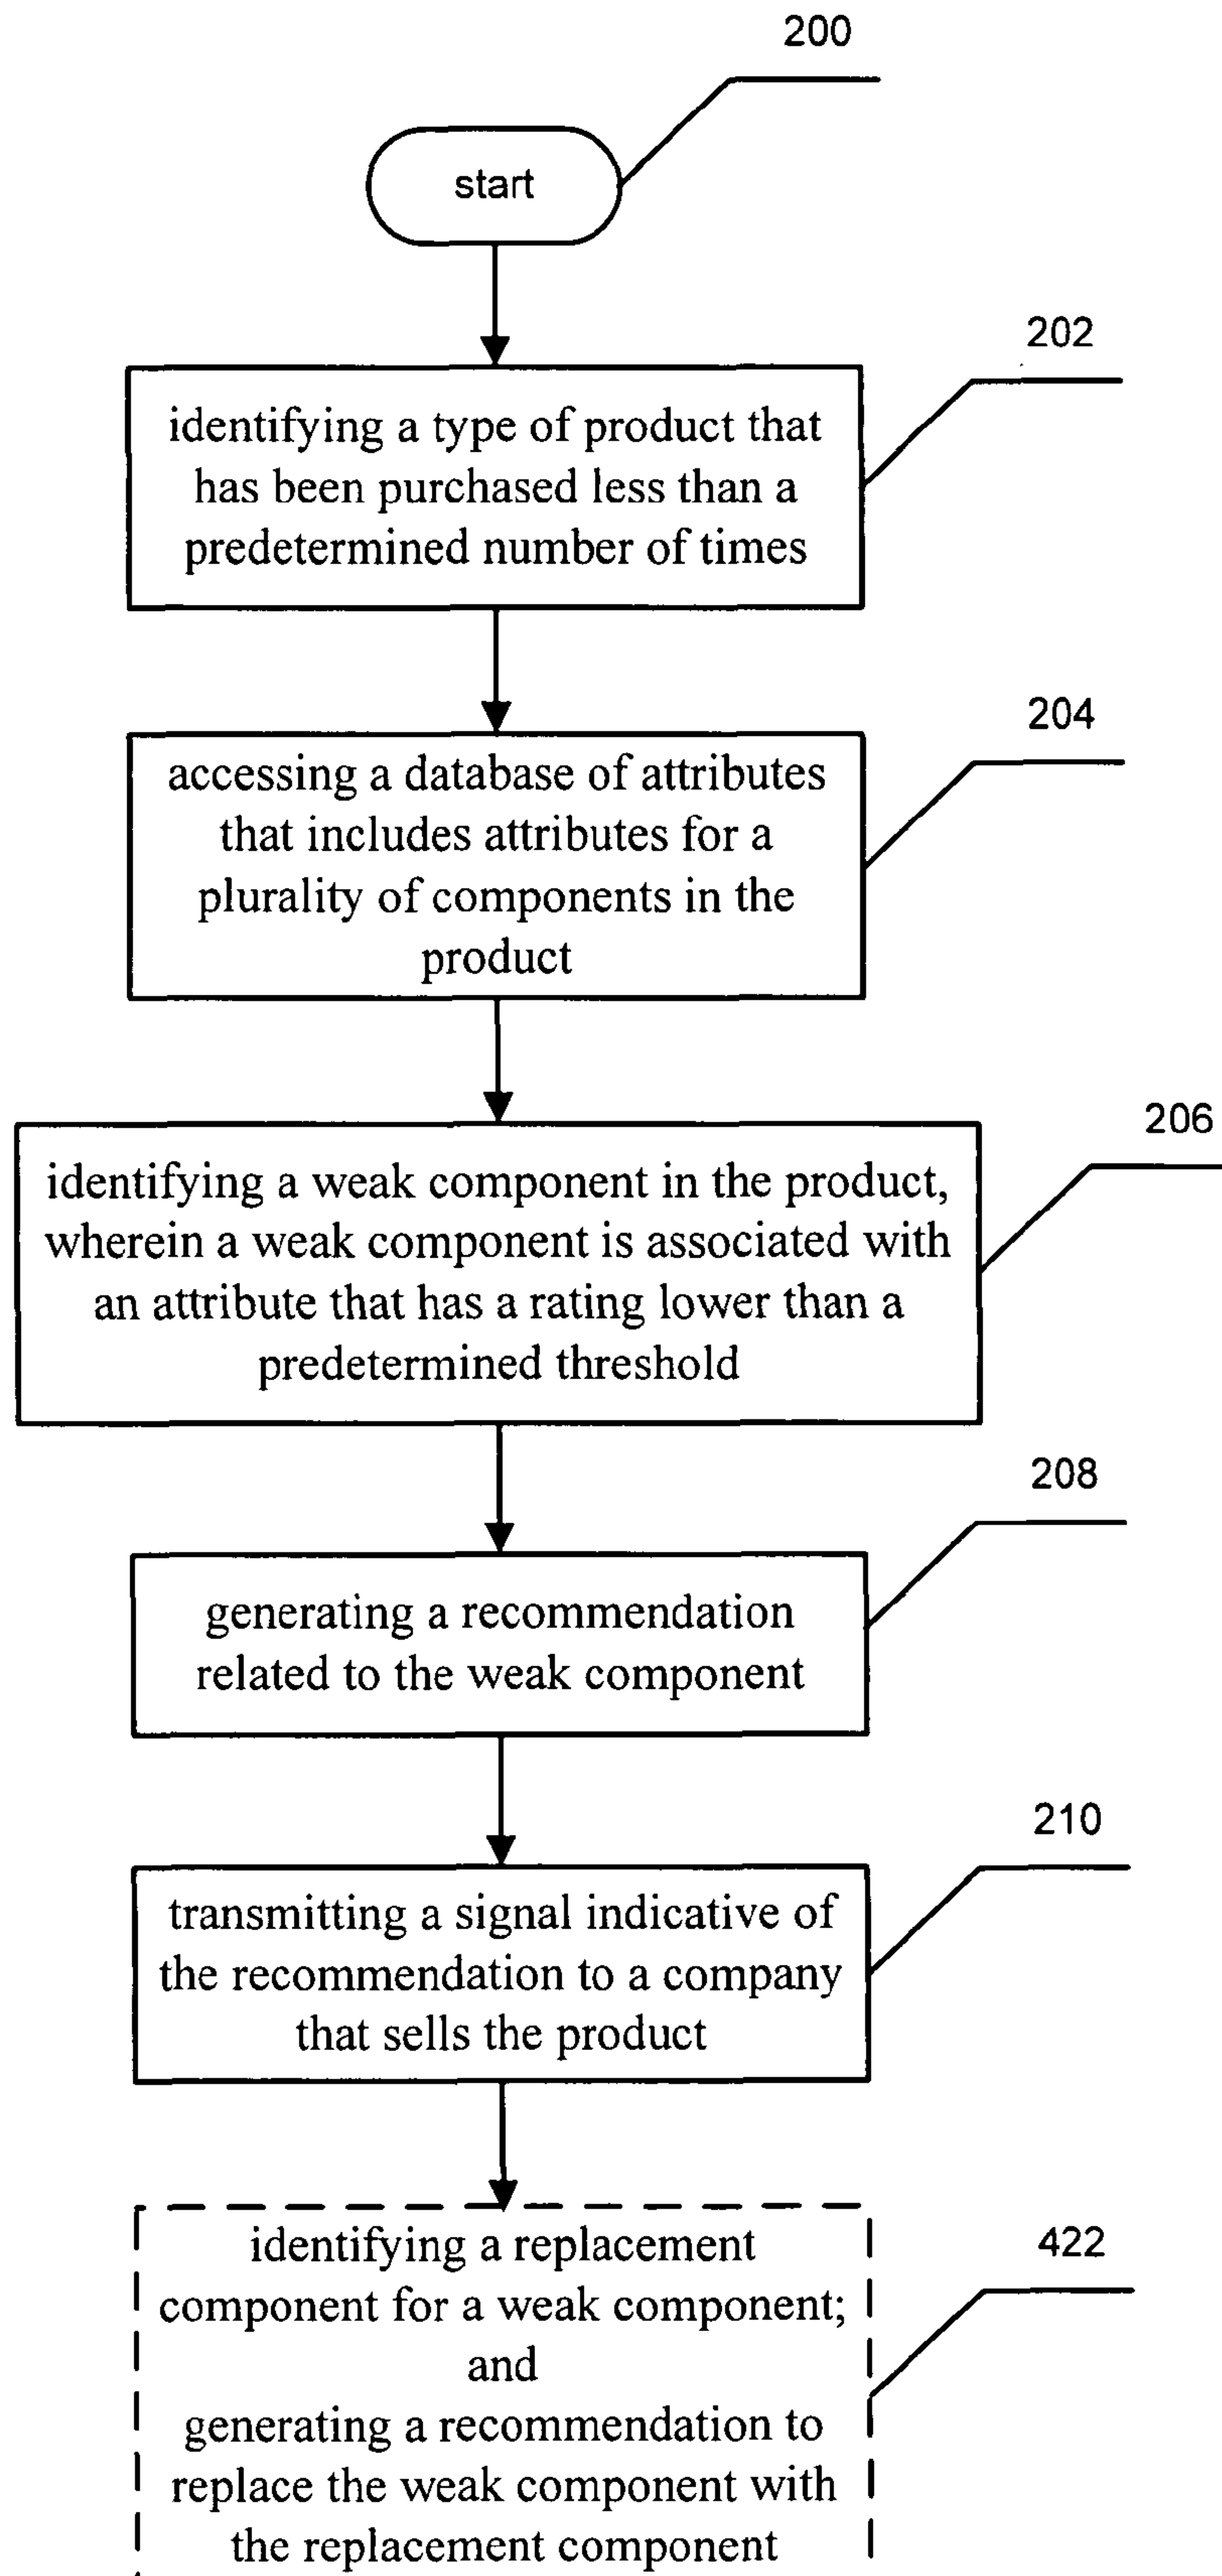 200
start
202
identifying a type of product that
has been purchased less than a
predetermined number of times
204
accessing a database of attributes
that includes attributes for a
plurality of components in the
product
206
identifying a weak component in the product,
wherein a weak component is associated with
an attribute that has a rating lower than a
predetermined threshold
208
generating a recommendation
related to the weak component
210
transmitting a signal indicative of
the recommendation to a company
that sells the product
422
identifying a replacement
component for a weak component;
and
generating a recommendation to
replace the weak component with
the replacement component